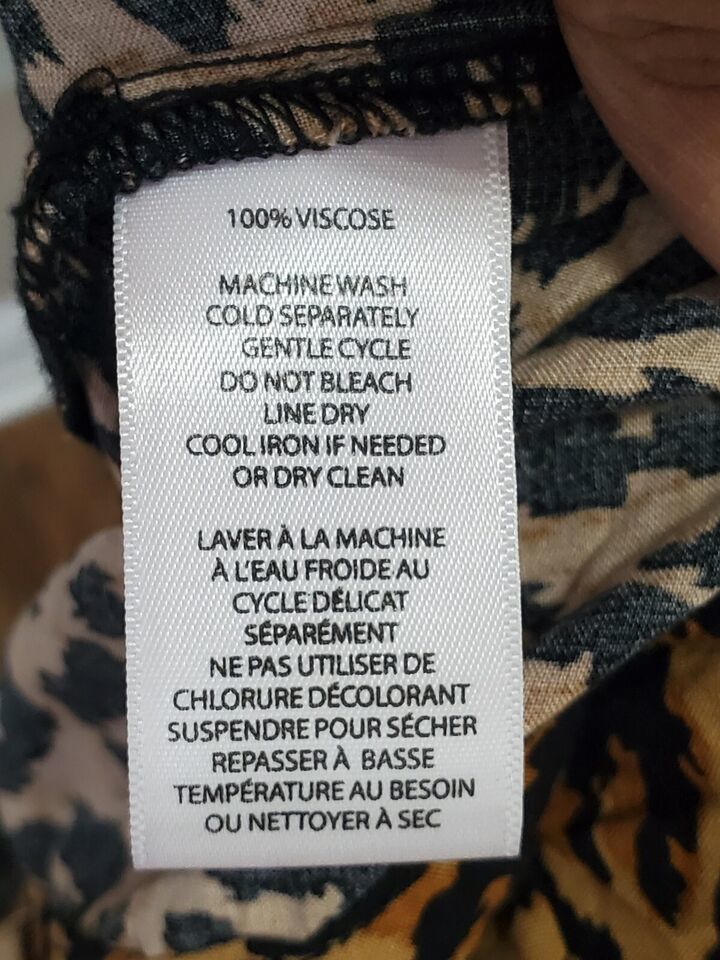 100% VISCOSE
MACHINE WASH
COLD SEPARATELY
GENTLE CYCLE
DO NOT BLEACH
LINE DRY
COOL IRON IF NEEDED
OR DRY CLEAN
LAVER À LA MACHINE
À L'EAU FROIDE AU
CYCLE DÉLICAT
SÉPARÉMENT
NE PAS UTILISER DE
CHLORURE DÉCOLORANT
SUSPENDRE POUR SÉCHER
REPASSER À BASSE
TEMPÉRATURE AU BESOIN
OU NETTOYER À SEC